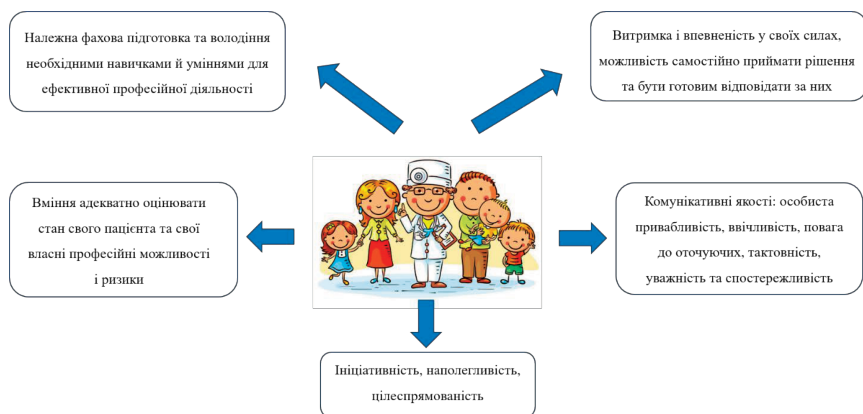 Належна фахова підготовка та володіння
необхідними навичками й уміннями для
ефективної професійної діяльності
Витримка і впевненість у своїх силах,
можливість самостійно приймати рішення
та бути готовим відповідати за них
Вміння адекватно оцінювати
стан свого пацієнта та свої
власні професійні можливості
і ризики
Комунікативні якості: особиста
привабливість, ввічливість, повага
до оточуючих, тактовність,
уважність та спостережливість
Ініціативність, наполегливість,
цілеспрямованість